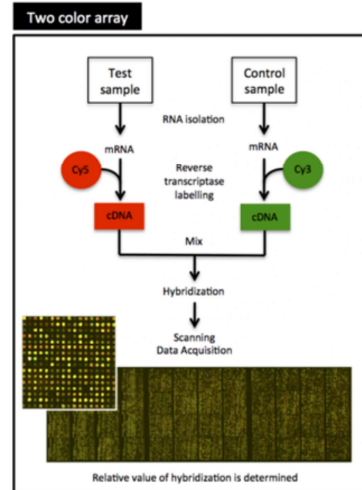 Two color array
Test
sample
Control
sample
RNA isolation
mRNA
mRNA
Cy5
Reverse
transcriptase
labelling
Cy3
cDNA
cDNA
Mix
Hybridization
Scanning
Data Acquisition
Relative value of hybridization is determined